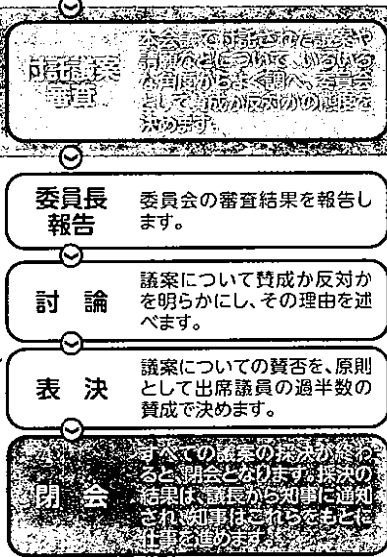 付託議案
審査
本会議で付託された議案や
請願などについて、いろいろ
な角度からよく調べ、委員会
として、賛成か反対かの態度を
決めます。
委員長
報告
委員会の審査結果を報告し
ます。
討論
議案について賛成か反対か
を明らかにし、その理由を述
べます。
表決
議案についての賛否を、原則
として出席議員の過半数の
賛成で決めます。
閉会
すべての議案の採決が終わ
ると、閉会となります。採決の
結果は、議長から知事に通知
され、知事はこれらをもとに
仕事を進めます。